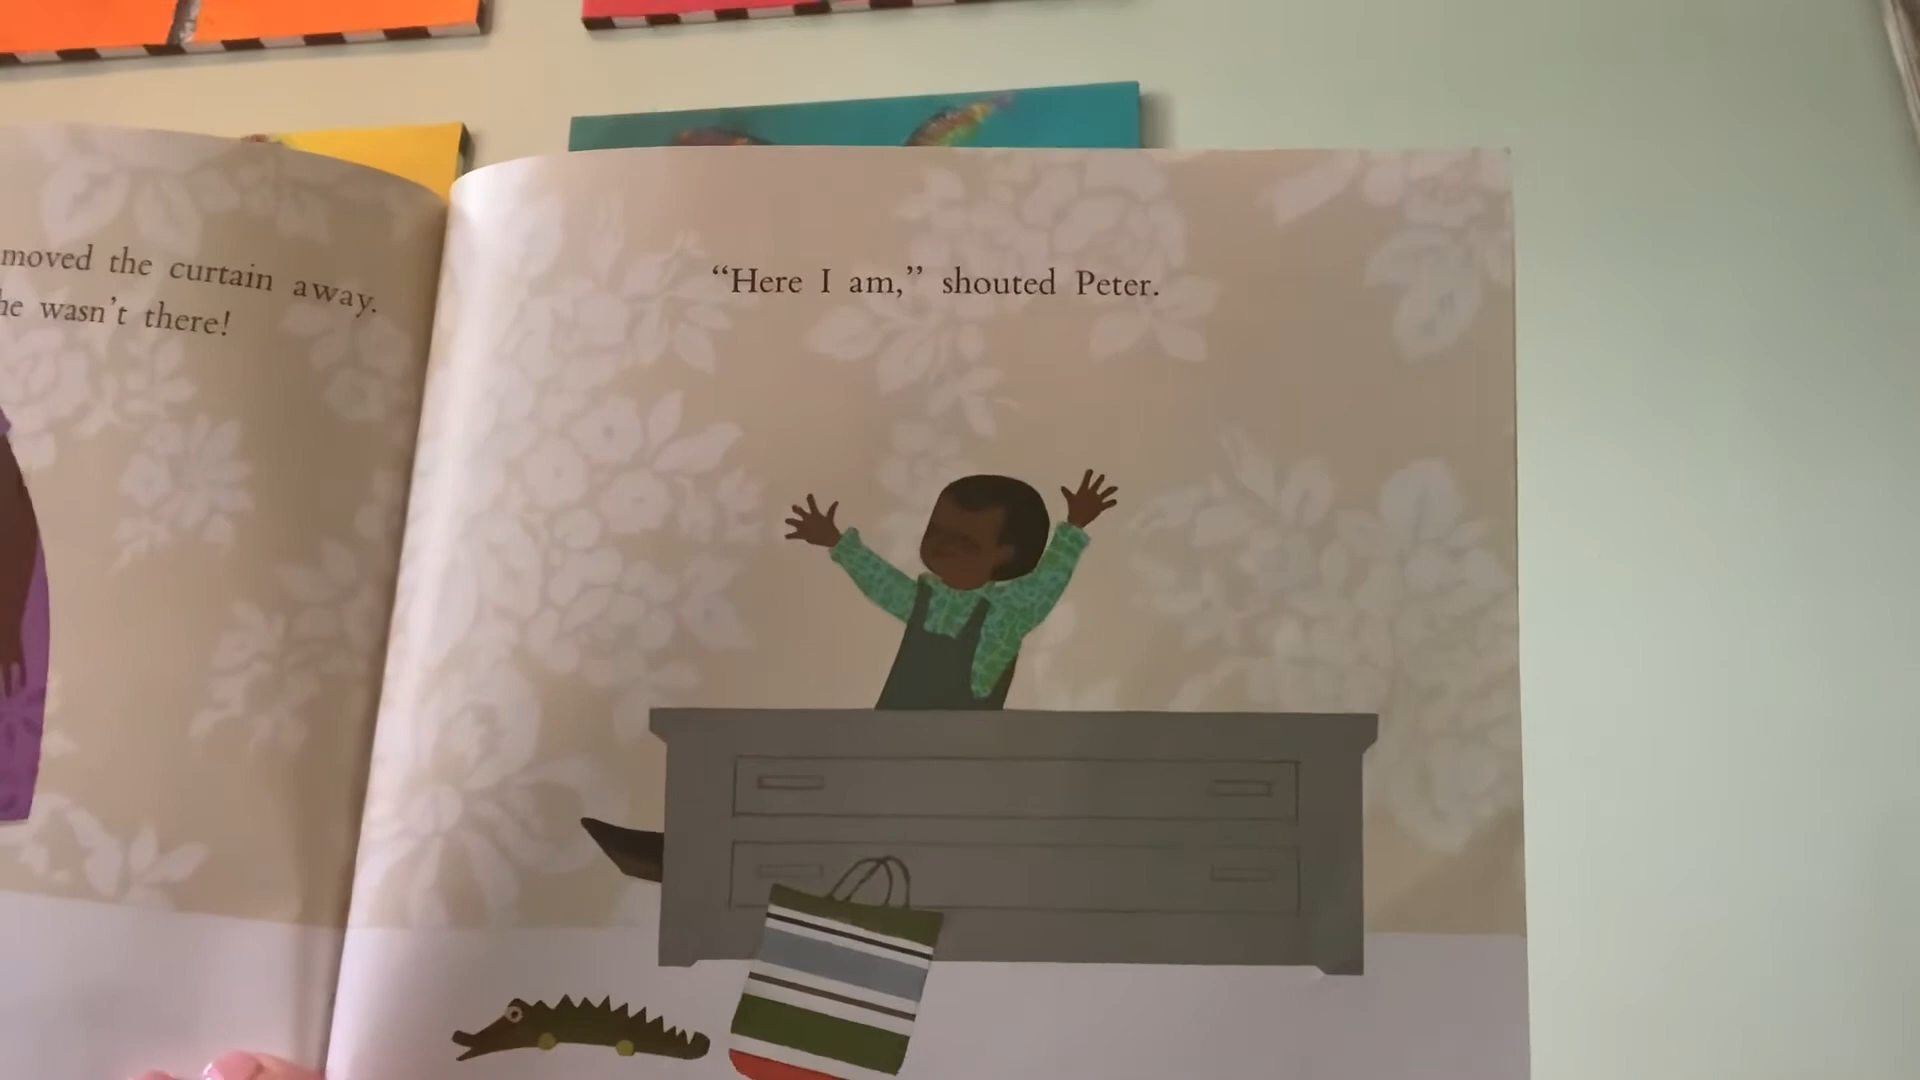 moved the curtain away.
he wasn't there!
“Here I am,” shouted Peter.